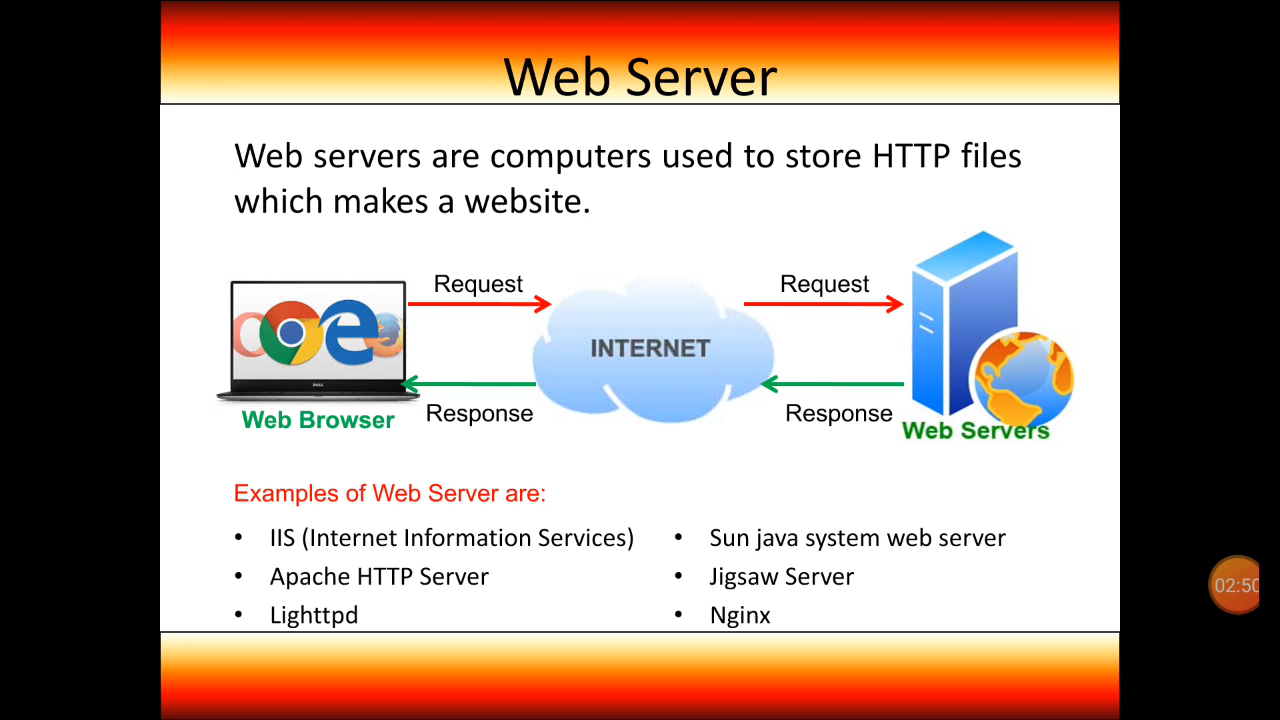 Web Server
Web servers are computers used to store HTTP files
which makes a website.
Request
Request
INTERNET
DELL
Web Browser
Response
Response
Web Servers
Examples of Web Server are:
• IIS (Internet Information Services)
• Apache HTTP Server
• Lighttpd
• Sun java system web server
• Jigsaw Server
• Nginx
02:50